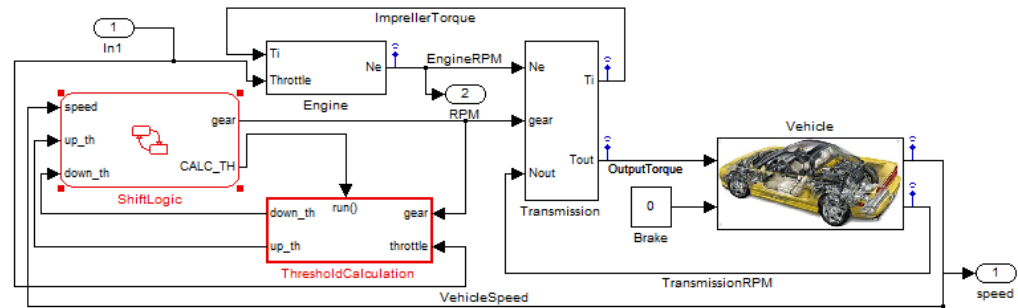 ImprellerTorque
1
In1
Ti
Throttle
Ne
Engine
EngineRPM
2
RPM
Ne
gear
Nout
Ti
Tout
Transmission
OutputTorque
Vehicle
0
Brake
speed
up_th
down_th
gear
CALC_TH
ShiftLogic
run()
down_th
up_th
gear
throttle
ThresholdCalculation
TransmissionRPM
VehicleSpeed
1
speed